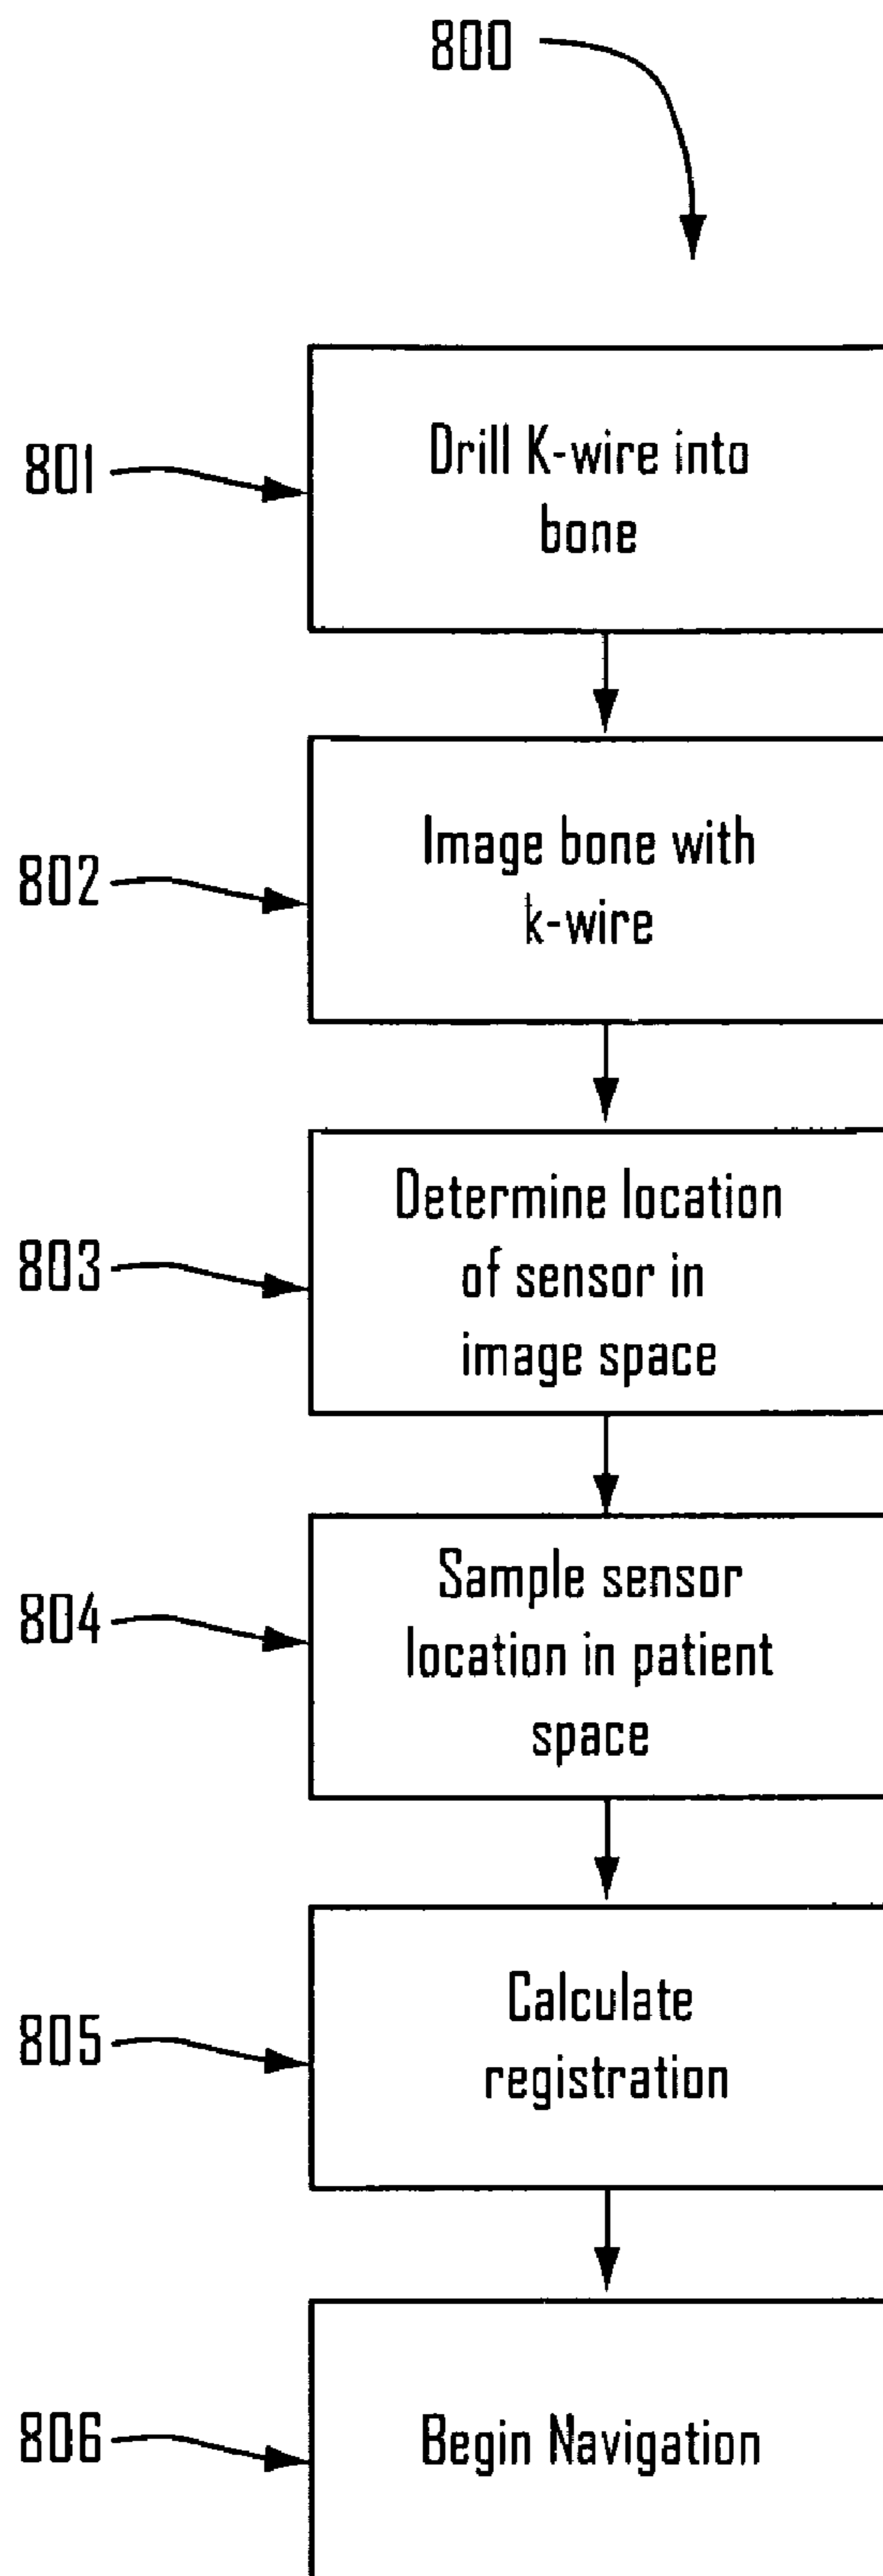 800
801
Drill K-wire into
bone
802
Image bone with
k-wire
803
Determine location
of sensor in
image space
804
Sample sensor
location in patient
space
805
Calculate
registration
806
Begin Navigation